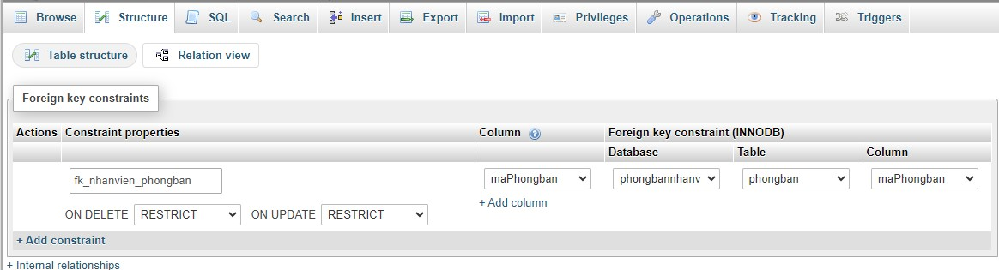 Browse Structure SQL Search Insert Export Import Privileges Operations Tracking Triggers
Table structure Relation view
Foreign key constraints
Actions Constraint properties Column Foreign key constraint (INNODB)
Database Table Column
fk_nhanvien_phongban maPhongban phongbannhanv phongban maPhongban
+ Add column
ON DELETE RESTRICT ON UPDATE RESTRICT
+ Add constraint
+ Internal relationships